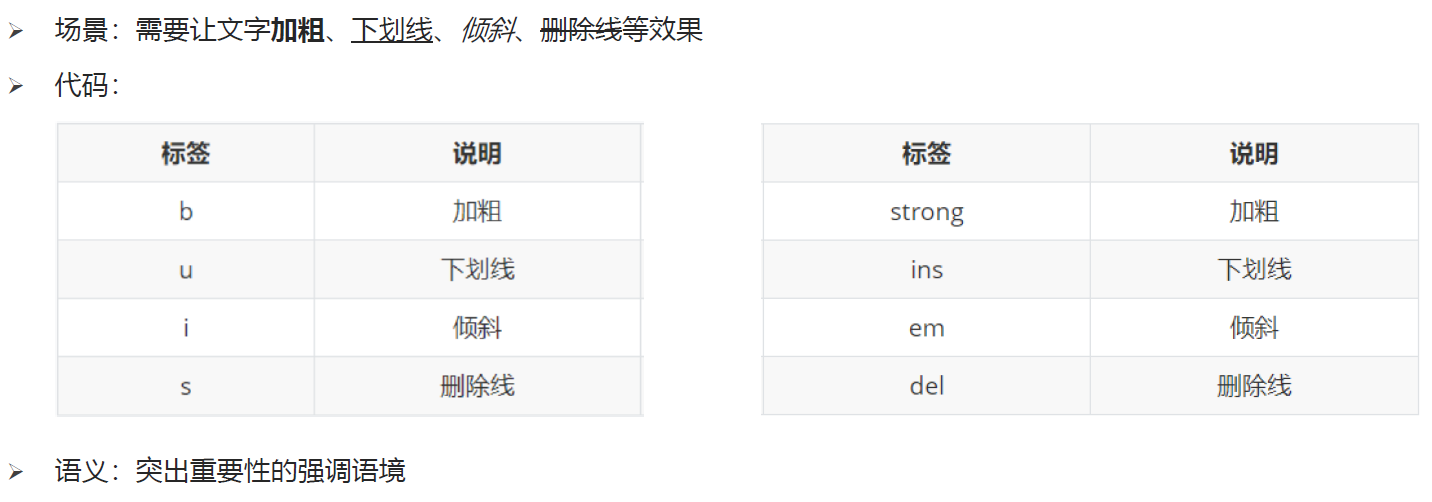 场景：需要让文字加粗、下划线、倾斜、删除线等效果
代码：
标签 说明
b 加粗
u 下划线
i 倾斜
s 删除线
标签 说明
strong 加粗
ins 下划线
em 倾斜
del 删除线
语义：突出重要性的强调语境